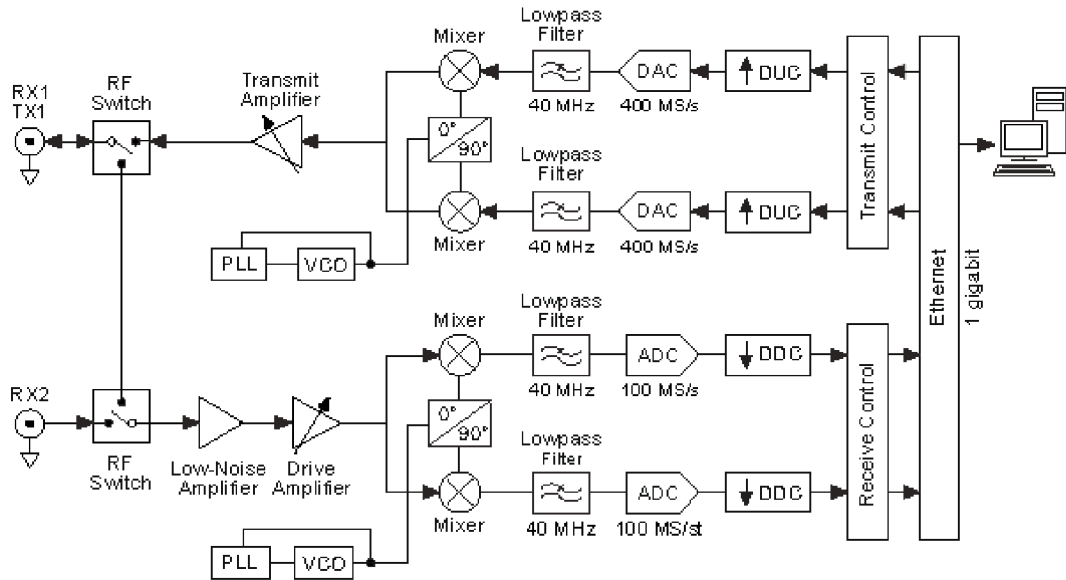 Lowpass
Filter
Mixer
DAC
DUC
40 MHz
400 MS/s
RX1
TX1
RF
Switch
Transmit
Amplifier
0°
90°
Lowpass
Filter
DAC
DUC
Mixer
40 MHz
400 MS/s
Transmit Control
PLL
VCO
Ethernet
1 gigabit
Lowpass
Filter
Mixer
ADC
DDC
40 MHz
100 MS/s
RX2
RF
Switch
Low-Noise
Amplifier
Drive
Amplifier
0°
90°
Lowpass
Filter
ADC
DDC
Mixer
40 MHz
100 MS/st
Receive Control
PLL
VCO